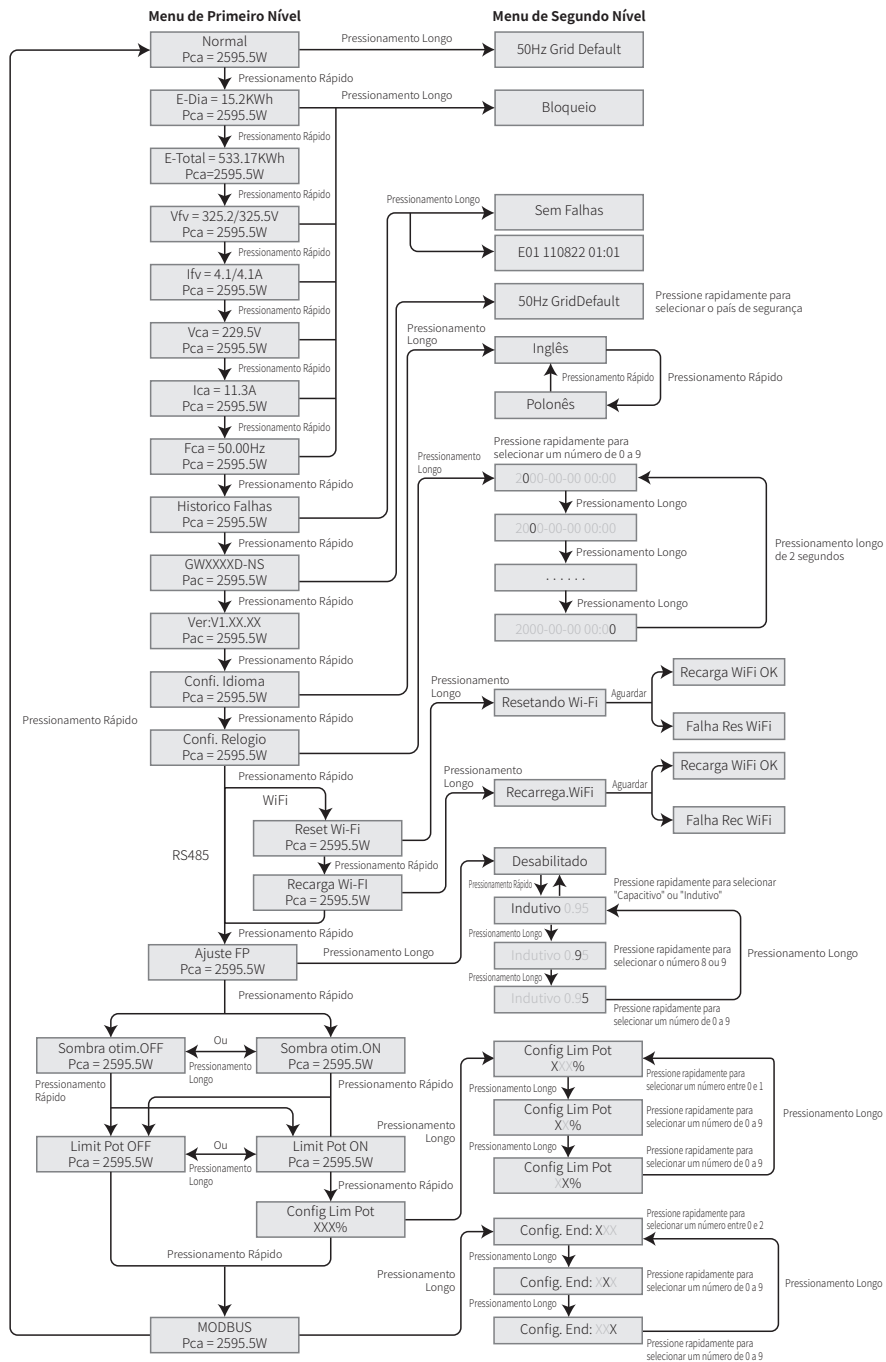 Menu de Primeiro Nível
Menu de Segundo Nível
Normal
Pca = 2595.5W
Pressionamento Longo
50Hz Grid Default
Pressionamento Rápido
E-Dia = 15.2KWh
Pca = 2595.5W
Pressionamento Longo
Bloqueio
Pressionamento Rápido
E-Total = 533.17KWh
Pca=2595.5W
Pressionamento Rápido
Vfv = 325.2/325.5V
Pca = 2595.5W
Pressionamento Longo
Sem Falhas
E01 110822 01:01
Pressionamento Rápido
Ifv = 4.1/4.1A
Pca = 2595.5W
50Hz GridDefault
Pressione rapidamente para
selecionar o país de segurança
Pressionamento Rápido
Vca = 229.5V
Pca = 2595.5W
Pressionamento
Longo
Inglês
Pressionamento Rápido
Pressionamento Rápido
Polonês
Pressionamento Rápido
Ica = 11.3A
Pca = 2595.5W
Pressionamento Rápido
Fca = 50.00Hz
Pca = 2595.5W
Pressionamento
Longo
Pressione rapidamente para
selecionar um número de 0 a 9
2000-00-00 00:00
Pressionamento Longo
2000-00-00 00:00
Pressionamento Longo
. . . . . .
Pressionamento Longo
2000-00-00 00:00
Pressionamento longo
de 2 segundos
Pressionamento Rápido
Historico Falhas
Pca = 2595.5W
Pressionamento Rápido
GWXXXXD-NS
Pac = 2595.5W
Pressionamento Rápido
Ver:V1.XX.XX
Pac = 2595.5W
Pressionamento Rápido
Confi. Idioma
Pca = 2595.5W
Pressionamento Rápido
Pressionamento Rápido
Confi. Relogio
Pca = 2595.5W
Pressionamento
Longo
Resetando Wi-Fi
Aguardar
Recarga WiFi OK
Falha Res WiFi
Pressionamento Rápido
WiFi
RS485
Reset Wi-Fi
Pca = 2595.5W
Pressionamento
Longo
Recarrega.WiFi
Aguardar
Recarga WiFi OK
Falha Rec WiFi
Pressionamento Rápido
Recarga Wi-FI
Pca = 2595.5W
Pressionamento Rápido
Ajuste FP
Pca = 2595.5W
Pressionamento Longo
Desabilitado
Pressionamento Rápido
Pressione rapidamente para selecionar
"Capacitivo" ou "Indutivo"
Indutivo 0.95
Pressionamento Longo
Indutivo 0.95
Pressione rapidamente para
selecionar o número 8 ou 9
Pressionamento Longo
Pressionamento Longo
Indutivo 0.95
Pressione rapidamente para
selecionar um número de 0 a 9
Pressionamento Rápido
Sombra otim.OFF
Pca = 2595.5W
Ou
Pressionamento
Longo
Sombra otim.ON
Pca = 2595.5W
Pressionamento
Rápido
Pressionamento Rápido
Limit Pot OFF
Pca = 2595.5W
Ou
Pressionamento
Longo
Limit Pot ON
Pca = 2595.5W
Pressionamento Rápido
Config Lim Pot
XXX%
Pressionamento
Longo
Config Lim Pot
XXX%
Pressione rapidamente para
selecionar um número entre 0 e 1
Pressionamento Longo
Config Lim Pot
XX%
Pressione rapidamente para
selecionar um número de 0 a 9
Pressionamento Longo
Pressionamento Longo
Config Lim Pot
XX%
Pressione rapidamente para
selecionar um número de 0 a 9
Pressionamento Rápido
MODBUS
Pca = 2595.5W
Pressionamento
Longo
Pressione rapidamente para
selecionar um número entre 0 e 2
Config. End: XXX
Pressionamento Longo
Config. End: XXX
Pressione rapidamente para
selecionar um número de 0 a 9
Pressionamento Longo
Pressionamento Longo
Config. End: XXX
Pressione rapidamente para
selecionar um número de 0 a 9